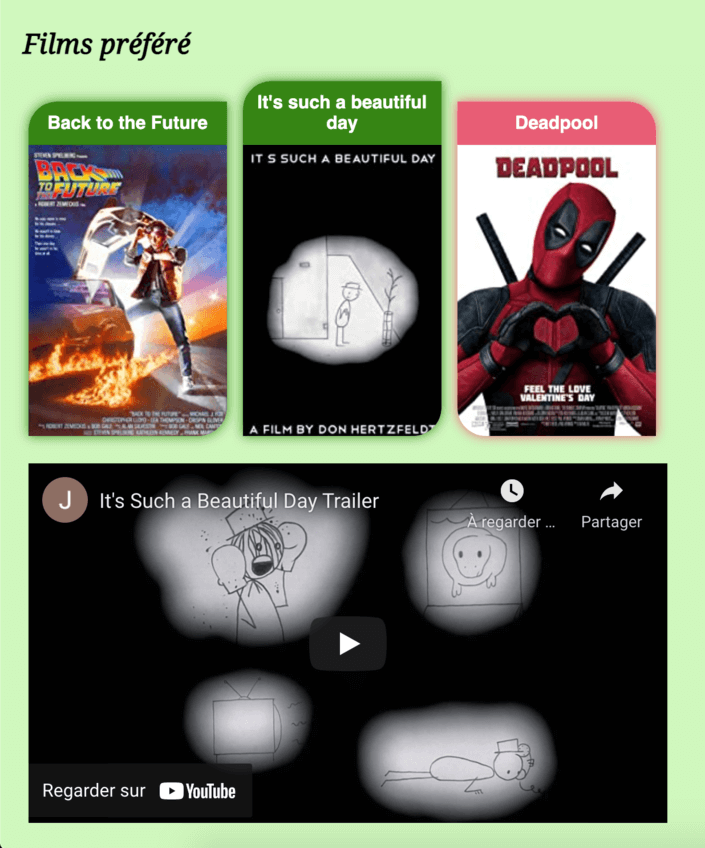 Films préféré
Back to the Future
It's such a beautiful
day
Deadpool
STEVEN SPIELBERG
BACK
TO THE
FUTURE
A ROBERT ZEMECKIS
IT S SUCH A BEAUTIFUL DAY
A FILM BY DON HERTZFELDT
DEADPOOL
FEEL THE LOVE
VALENTINE'S DAY
J
It's Such a Beautiful Day Trailer
À regarder ...
Partager
Regarder sur YouTube